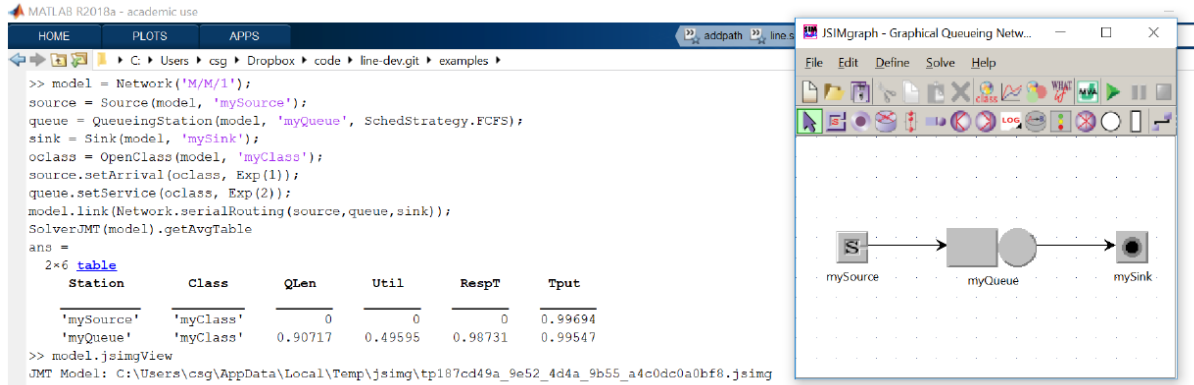 MATLAB R2018a - academic use
HOME PLOTS APPS
addpath line.s
C: Users csg Dropbox code line-dev.git examples
>> model = Network('M/M/1');
source = Source(model, 'mySource');
queue = QueueingStation(model, 'myQueue', SchedStrategy.FCFS);
sink = Sink(model, 'mySink');
oclass = OpenClass(model, 'myClass');
source.setArrival(oclass, Exp(1));
queue.setService(oclass, Exp(2));
model.link(Network.serialRouting(source,queue,sink));
SolverJMT(model).getAvgTable
ans =
2×6 table
Station Class QLen Util RespT Tput
'mySource' 'myClass' 0 0 0 0.99694
'myQueue' 'myClass' 0.90717 0.49595 0.98731 0.99547
>> model.jsimgView
JMT Model: C:\Users\csg\AppData\Local\Temp\jsimg\tp187cd49a_9e52_4d4a_9b55_a4c0dc0a0bf8.jsimg
JSIMgraph - Graphical Queueing Netw...
File Edit Define Solve Help
class WHAT IF MVA
S LOG
S
mySource myQueue mySink